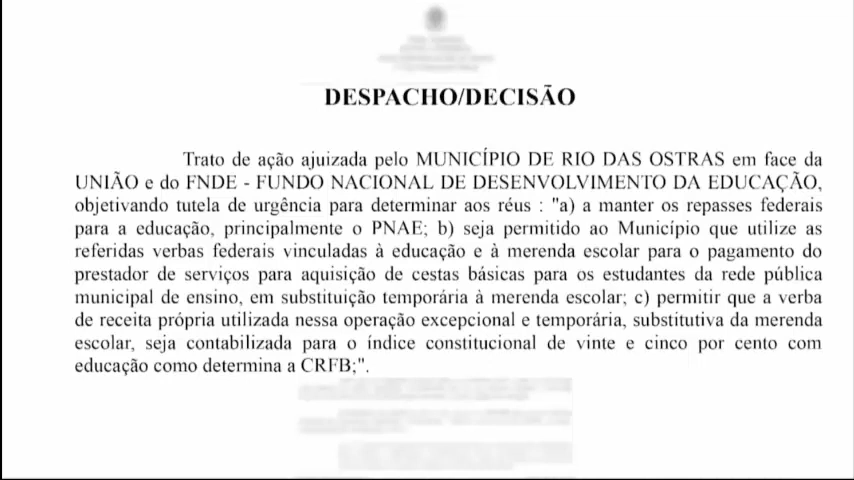 DESPACHO/DECISÃO
Trato de ação ajuizada pelo MUNICÍPIO DE RIO DAS OSTRAS em face da
UNIÃO e do FNDE - FUNDO NACIONAL DE DESENVOLVIMENTO DA EDUCAÇÃO,
objetivando tutela de urgência para determinar aos réus : "a) a manter os repasses federais
para a educação, principalmente o PNAE; b) seja permitido ao Município que utilize as
referidas verbas federais vinculadas à educação e à merenda escolar para o pagamento do
prestador de serviços para aquisição de cestas básicas para os estudantes da rede pública
municipal de ensino, em substituição temporária à merenda escolar; c) permitir que a verba
de receita própria utilizada nessa operação excepcional e temporária, substitutiva da merenda
escolar, seja contabilizada para o índice constitucional de vinte e cinco por cento com
educação como determina a CRFB;".